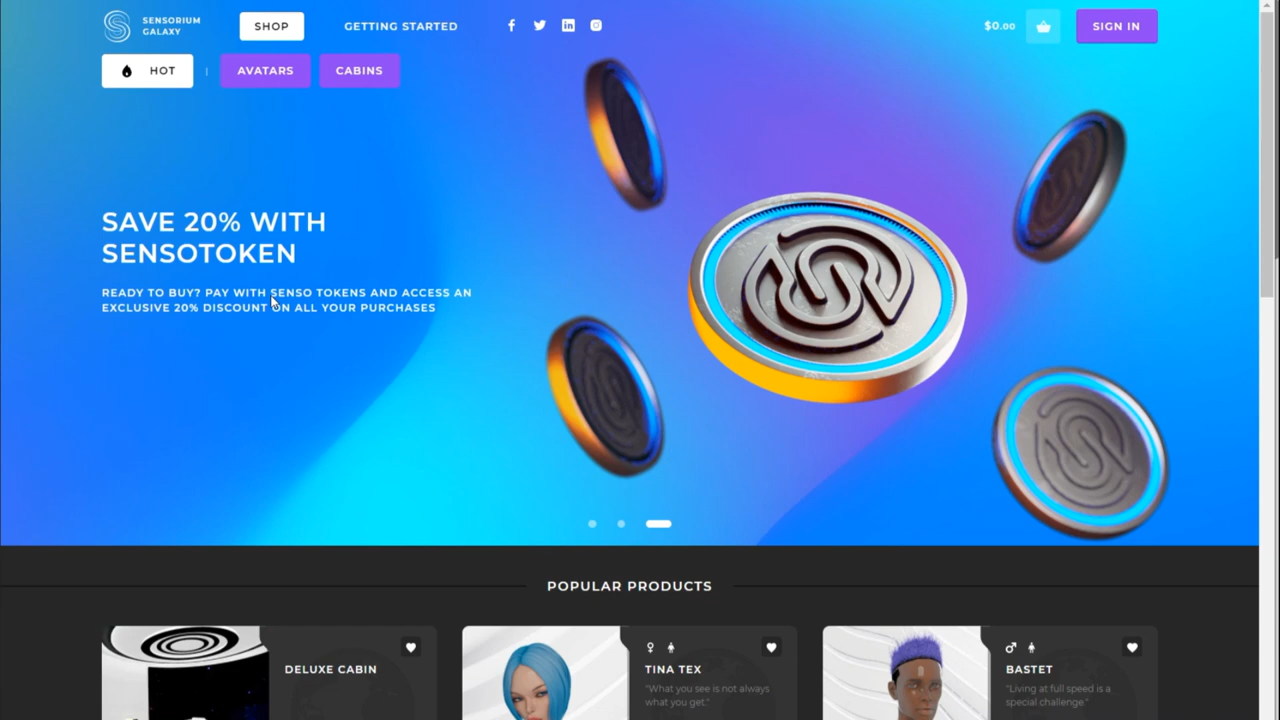 SENSORIUM
GALAXY
SHOP
GETTING STARTED
$0.00
SIGN IN
HOT
AVATARS
CABINS
SAVE 20% WITH
SENSOTOKEN
READY TO BUY? PAY WITH SENSO TOKENS AND ACCESS AN
EXCLUSIVE 20% DISCOUNT ON ALL YOUR PURCHASES
POPULAR PRODUCTS
DELUXE CABIN
TINA TEX
"What you see is not always
what you get."
BASTET
"Living at full speed is a
special challenge."